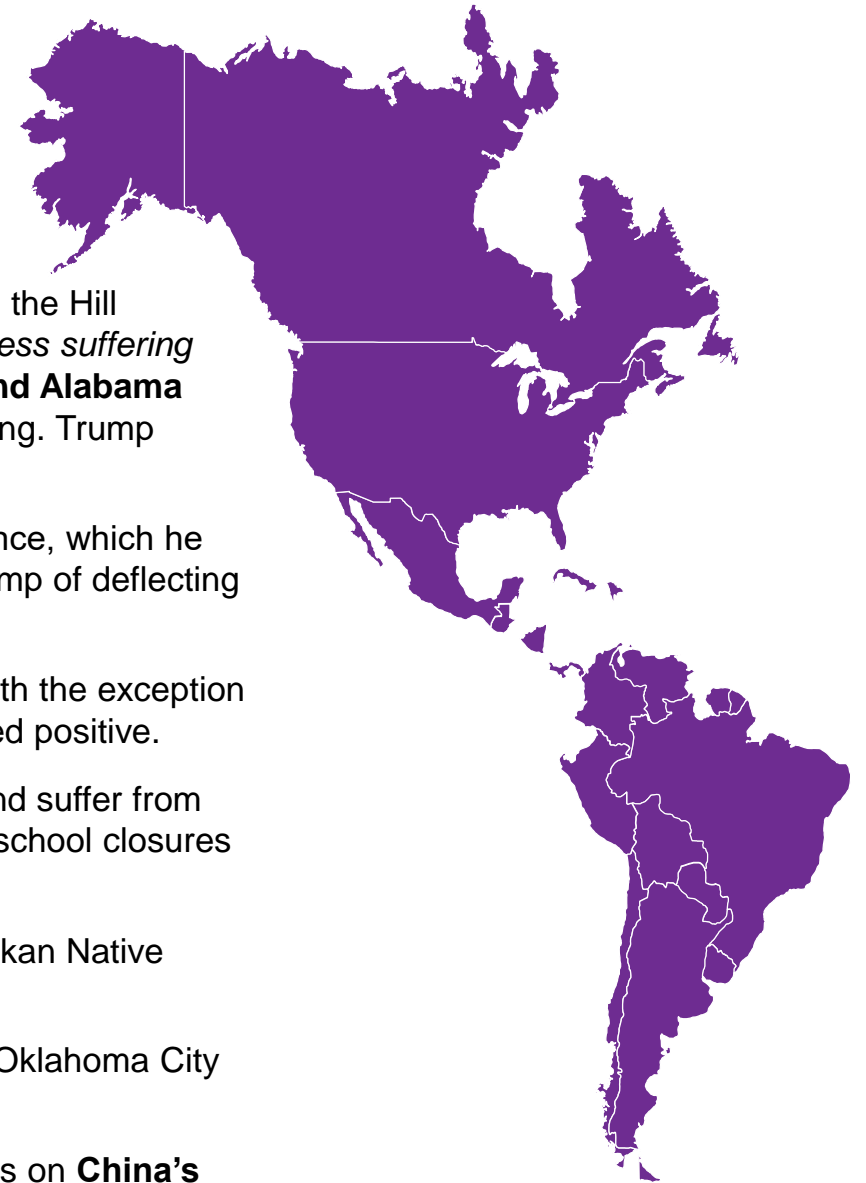 the Hill
ess suffering
nd Alabama
ng. Trump
nce, which he
mp of deflecting
th the exception
ed positive.
nd suffer from
school closures
kan Native
Oklahoma City
s on China's